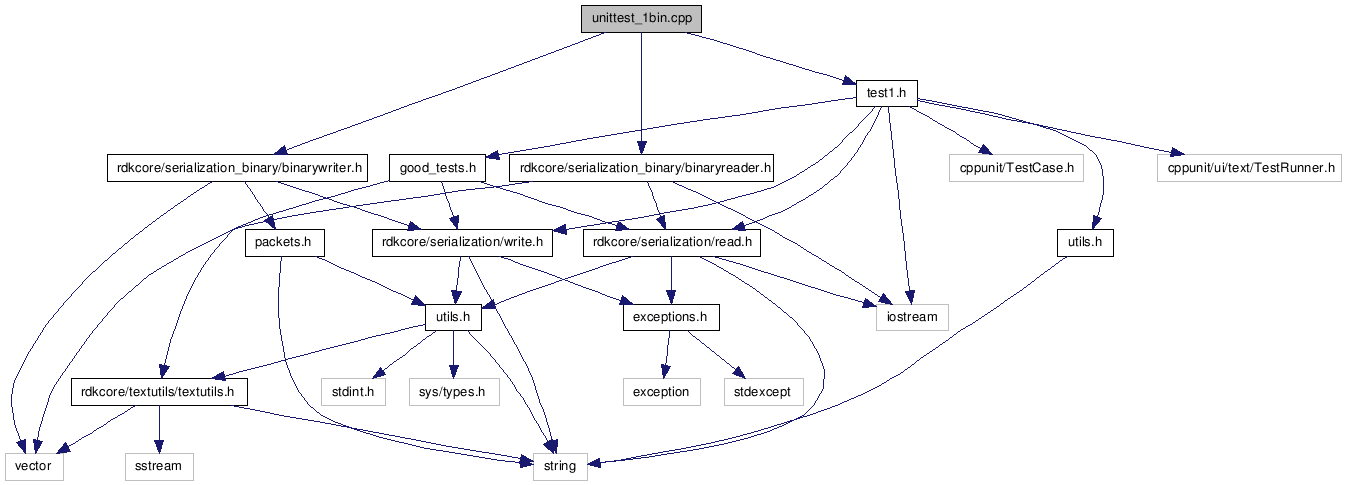 unittest_1bin.cpp
test1.h
rdkcore/serialization_binary/binarywriter.h
good_tests.h
rdkcore/serialization_binary/binaryreader.h
cppunit/TestCase.h
cppunit/ui/text/TestRunner.h
packets.h
rdkcore/serialization/write.h
rdkcore/serialization/read.h
utils.h
utils.h
exceptions.h
iostream
rdkcore/textutils/textutils.h
stdint.h
sys/types.h
exception
stdexcept
vector
sstream
string